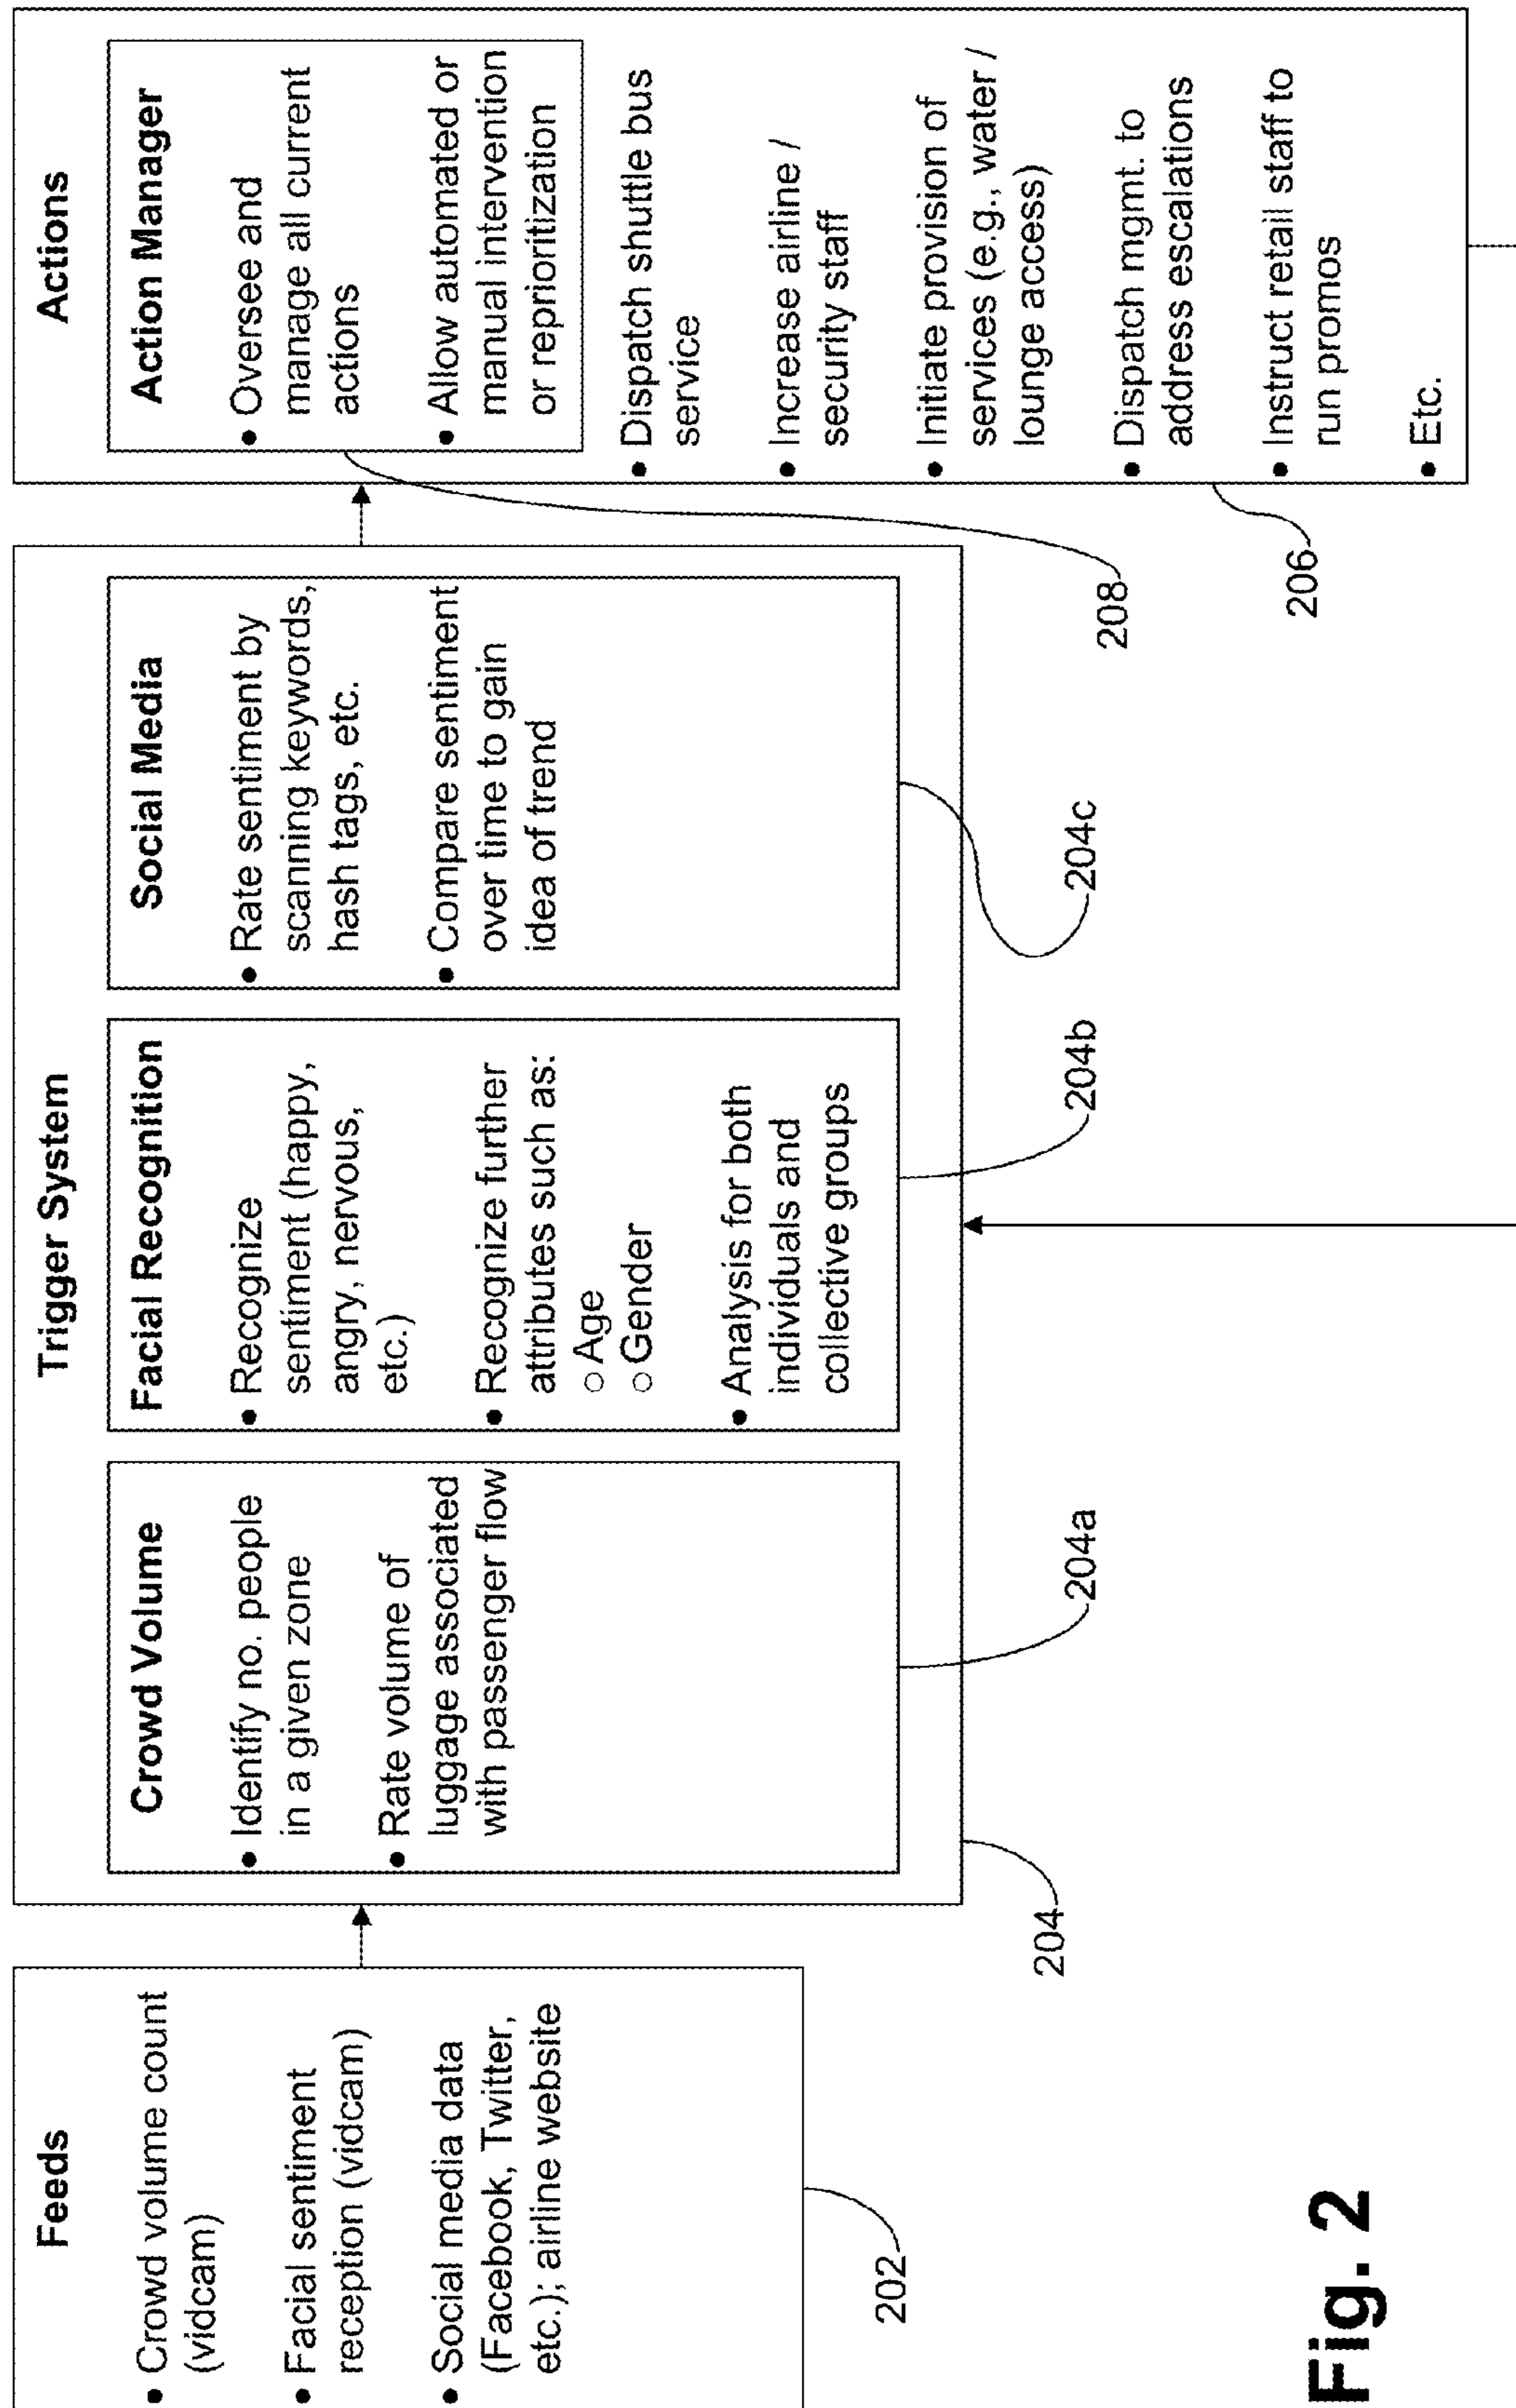 Feeds
• Crowd volume count
(vidcam)
• Facial sentiment
reception (vidcam)
• Social media data
(Facebook, Twitter,
etc.); airline website
202
Trigger System
Crowd Volume
• Identify no. people
in a given zone
• Rate volume of
luggage associated
with passenger flow
204a
Facial Recognition
• Recognize
sentiment (happy,
angry, nervous,
etc.)
• Recognize further
attributes such as:
○ Age
○ Gender
• Analysis for both
individuals and
collective groups
204b
Social Media
• Rate sentiment by
scanning keywords,
hash tags, etc.
• Compare sentiment
over time to gain
idea of trend
204c
204
Actions
Action Manager
• Oversee and
manage all current
actions
• Allow automated or
manual intervention
or reprioritization
208
• Dispatch shuttle bus
service
• Increase airline /
security staff
• Initiate provision of
services (e.g., water /
lounge access)
• Dispatch mgmt. to
address escalations
• Instruct retail staff to
run promos
• Etc.
206
Fig. 2